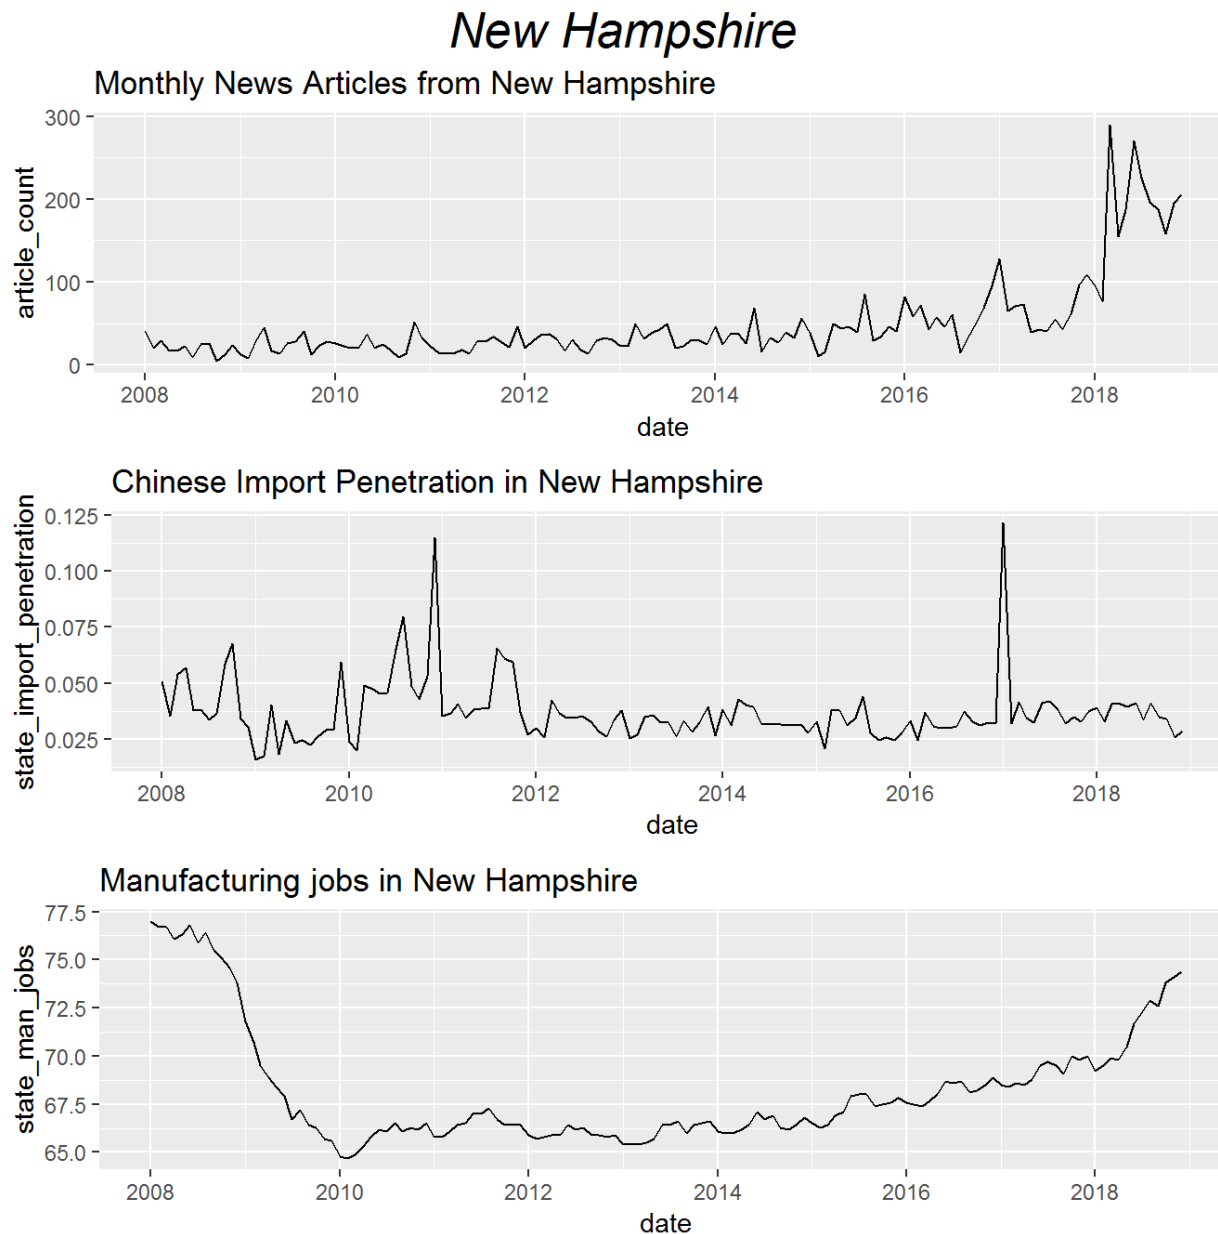 New Hampshire
Monthly News Articles from New Hampshire
article_count
300
200
100
0
2008 2010 2012 2014 2016 2018
date
Chinese Import Penetration in New Hampshire
state_import_penetration
0.125
0.100
0.075
0.050
0.025
2008 2010 2012 2014 2016 2018
date
Manufacturing jobs in New Hampshire
state_man_jobs
77.5
75.0
72.5
70.0
67.5
65.0
2008 2010 2012 2014 2016 2018
date